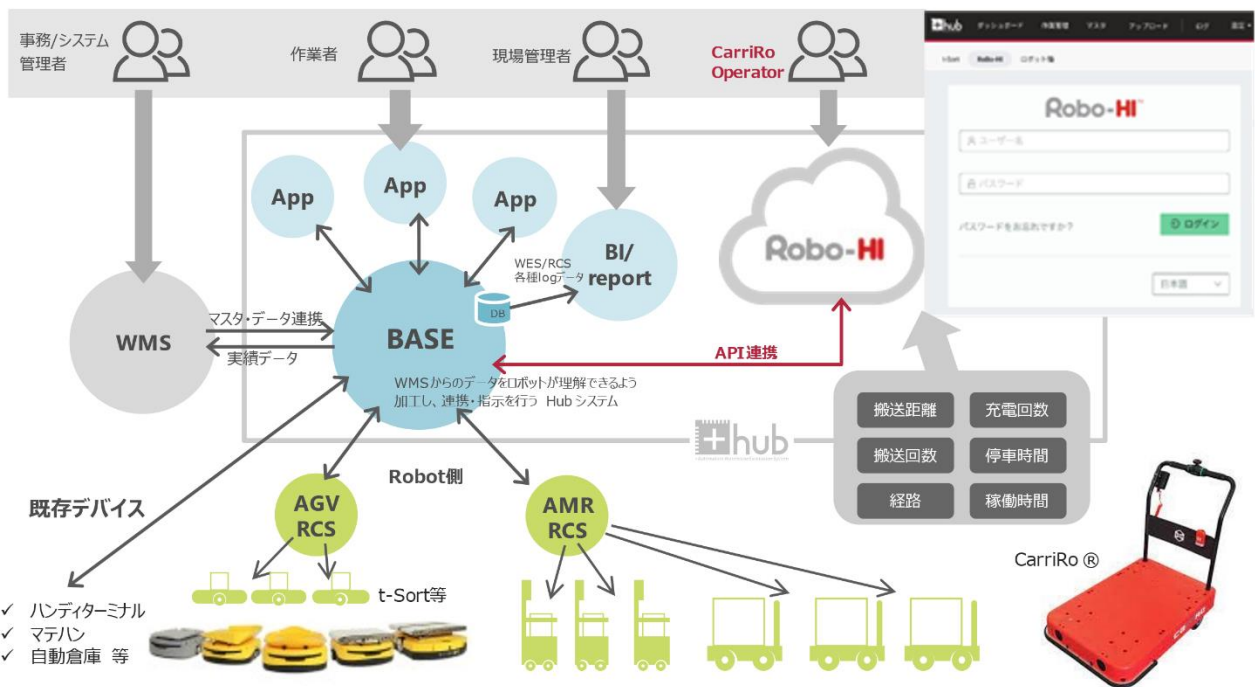 事務/システム
管理者
作業者
現場管理者
CarriRo
Operator
+hub ダッシュボード 作業管理 マスタ アップロード ログ 設定
t-Sort Robo-HI ロボット種
Robo-HI™
ユーザー名
パスワード
パスワードをお忘れですか?
ログイン
日本語
App
App
App
BI/
report
WES/RCS
各種logデータ
DB
Robo-HI
WMS
マスタ・データ連携
実績データ
BASE
API連携
WMSからのデータをロボットが理解できるよう
加工し、連携・指示を行う Hub システム
+hub
搬送距離
充電回数
搬送回数
停車時間
経路
稼働時間
Robot側
既存デバイス
AGV
RCS
AMR
RCS
CarriRo ®
t-Sort等
✓ ハンディターミナル
✓ マテハン
✓ 自動倉庫 等